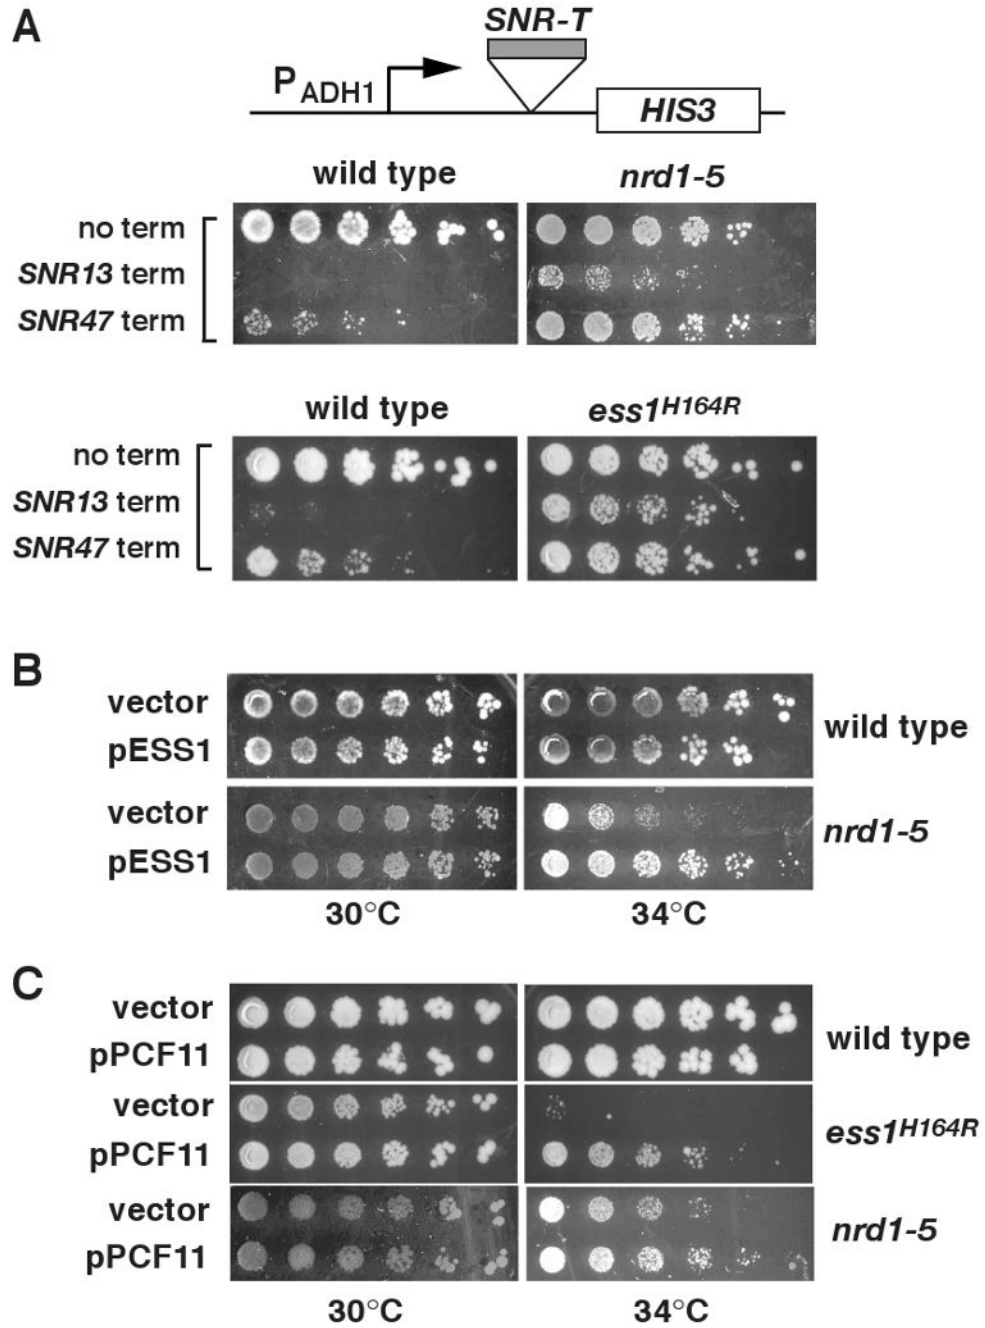 A
SNR-T
PADH1
HIS3
wild type
nrd1-5
no term
SNR13 term
SNR47 term
wild type
ess1H164R
no term
SNR13 term
SNR47 term
B
vector
pESS1
wild type
vector
pESS1
nrd1-5
30°C
34°C
C
vector
pPCF11
wild type
vector
pPCF11
ess1H164R
vector
pPCF11
nrd1-5
30°C
34°C